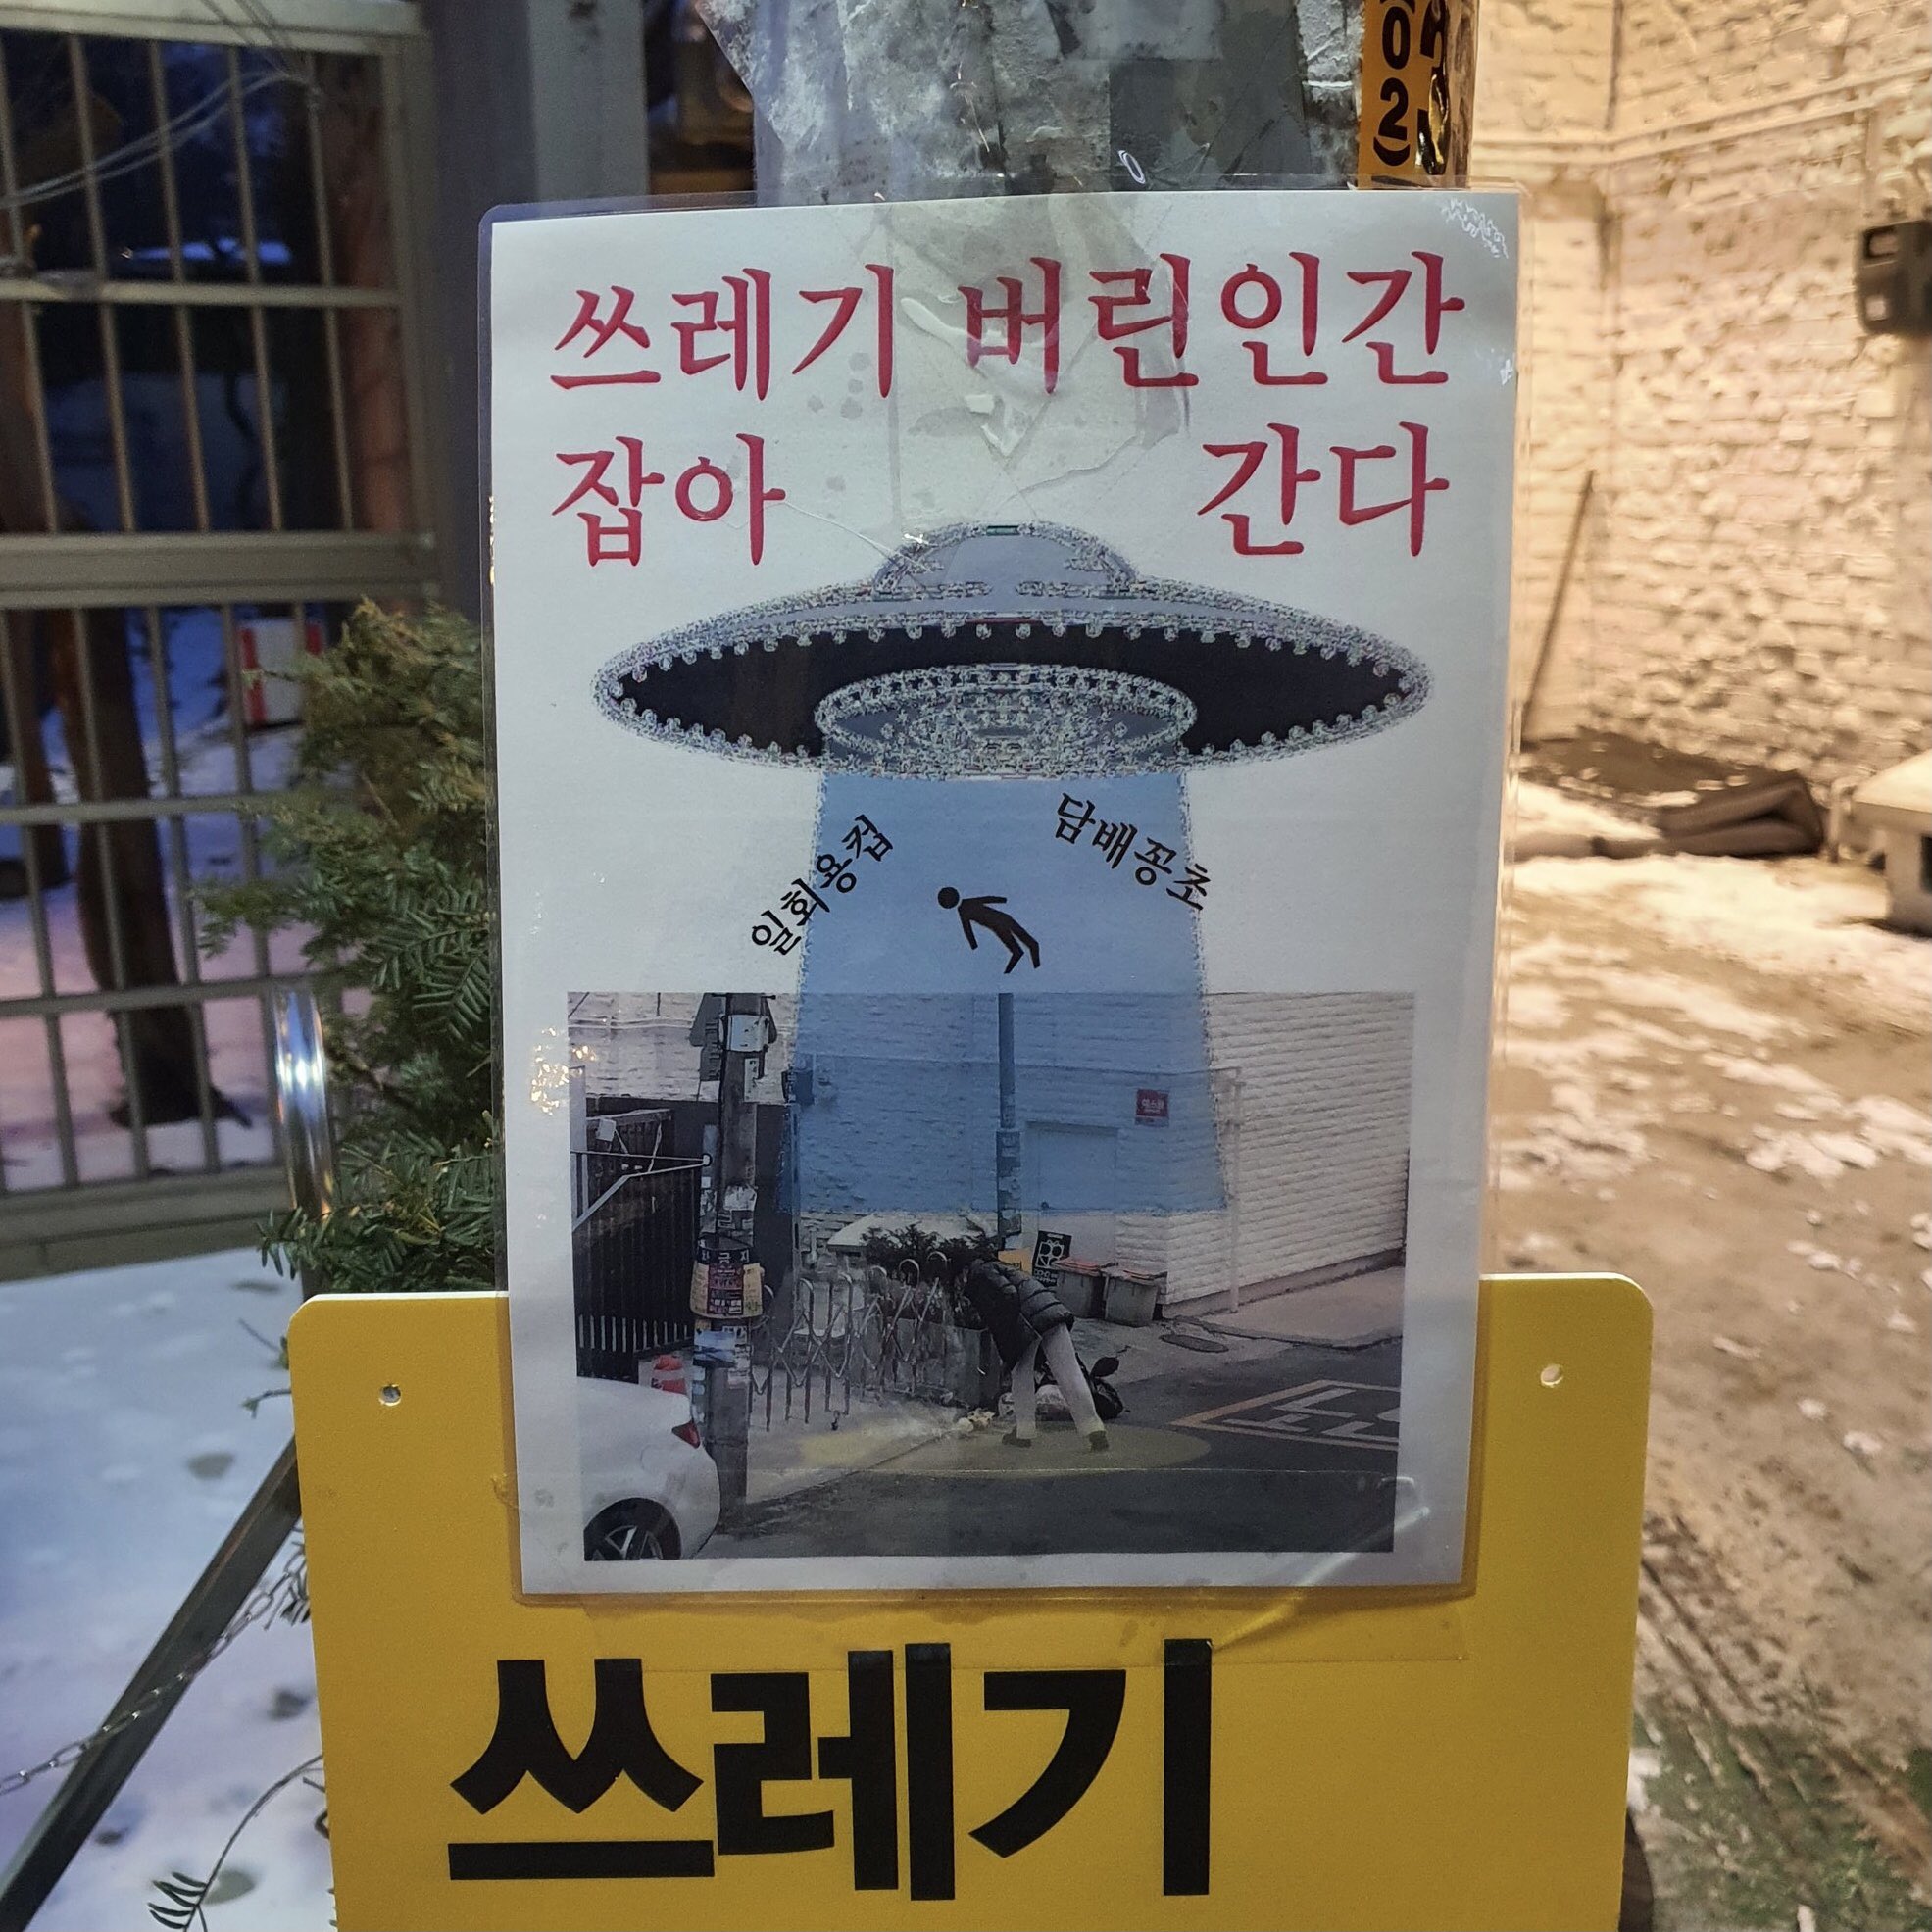 02)
쓰레기 버린인간
잡아 간다
일회용컵
담배꽁초
쓰레기